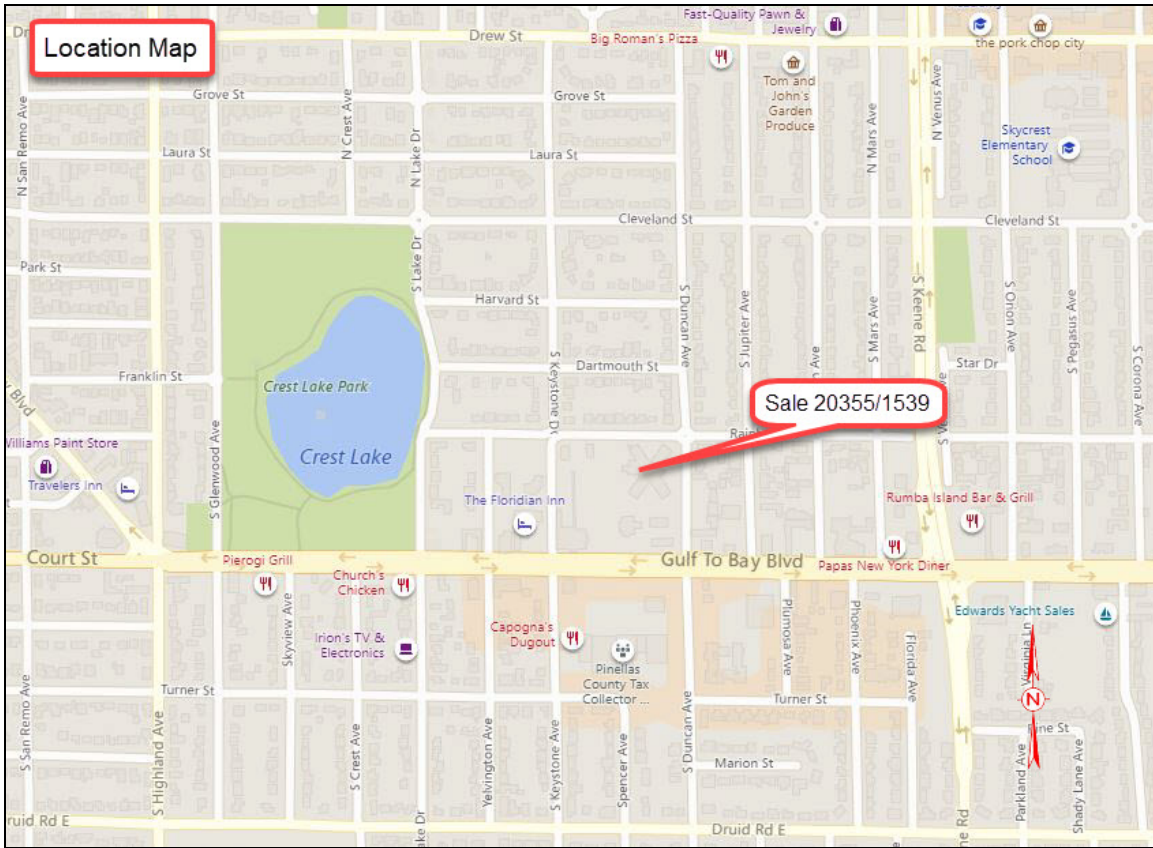 Location Map
Fast-Quality Pawn &
Jewelry
Drew St
Big Roman's Pizza
the pork chop city
Tom and
John's
Garden
Produce
Grove St
Grove St
N San Remo Ave
N Crest Ave
N Lake Dr
N Mars Ave
N Venus Ave
Skycrest
Elementary
School
Laura St
Laura St
Cleveland St
Cleveland St
Park St
S Lake Dr
Harvard St
S Duncan Ave
S Jupiter Ave
S Mars Ave
S Keene Rd
S Orion Ave
S Pegasus Ave
S Corona Ave
Franklin St
Crest Lake Park
S Keystone Dr
Dartmouth St
Star Dr
Ave
Sale 20355/1539
Blvd
Williams Paint Store
Travelers Inn
S Glenwood Ave
Crest Lake
The Floridian Inn
Rumba Island Bar & Grill
Court St
Pierogi Grill
Gulf To Bay Blvd
Papas New York Diner
Church's
Chicken
Skyview Ave
Irion's TV &
Electronics
Capogna's
Dugout
Pinellas
County Tax
Collector ...
Plumosa Ave
Phoenix Ave
Florida Ave
Edwards Yacht Sales
Virginia Ln
N
Turner St
Turner St
S San Remo Ave
S Highland Ave
S Crest Ave
Yelvington Ave
S Keystone Ave
Spencer Ave
S Duncan Ave
Marion St
Parkland Ave
Shady Lane Ave
Druid Rd E